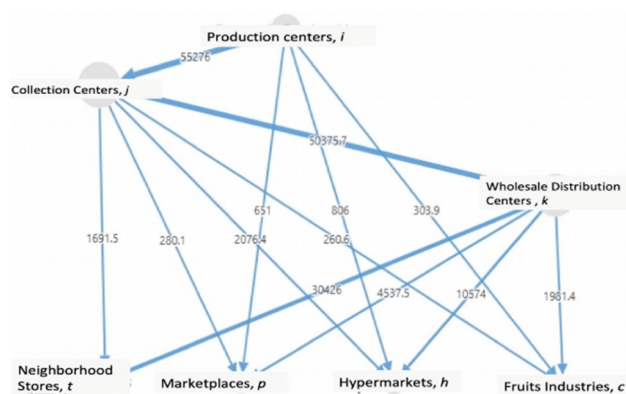 Production centers, i
55276
Collection Centers, j
50375.7
Wholesale Distribution
Centers , k
651
806
303.9
1691.5
280.1
2076.4
260.6
30426
4537.5
10574
1981.4
Neighborhood
Stores, t
Marketplaces, p
Hypermarkets, h
Fruits Industries, c